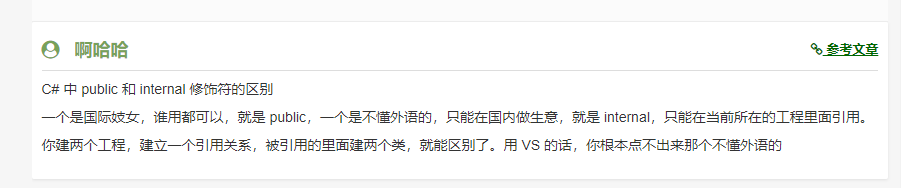 啊哈哈
参考文章
C# 中 public 和 internal 修饰符的区别
一个是国际妓女，谁用都可以，就是 public，一个是不懂外语的，只能在国内做生意，就是 internal，只能在当前所在的工程里面引用。
你建两个工程，建立一个引用关系，被引用的里面建两个类，就能区别了。用 VS 的话，你根本点不出来那个不懂外语的